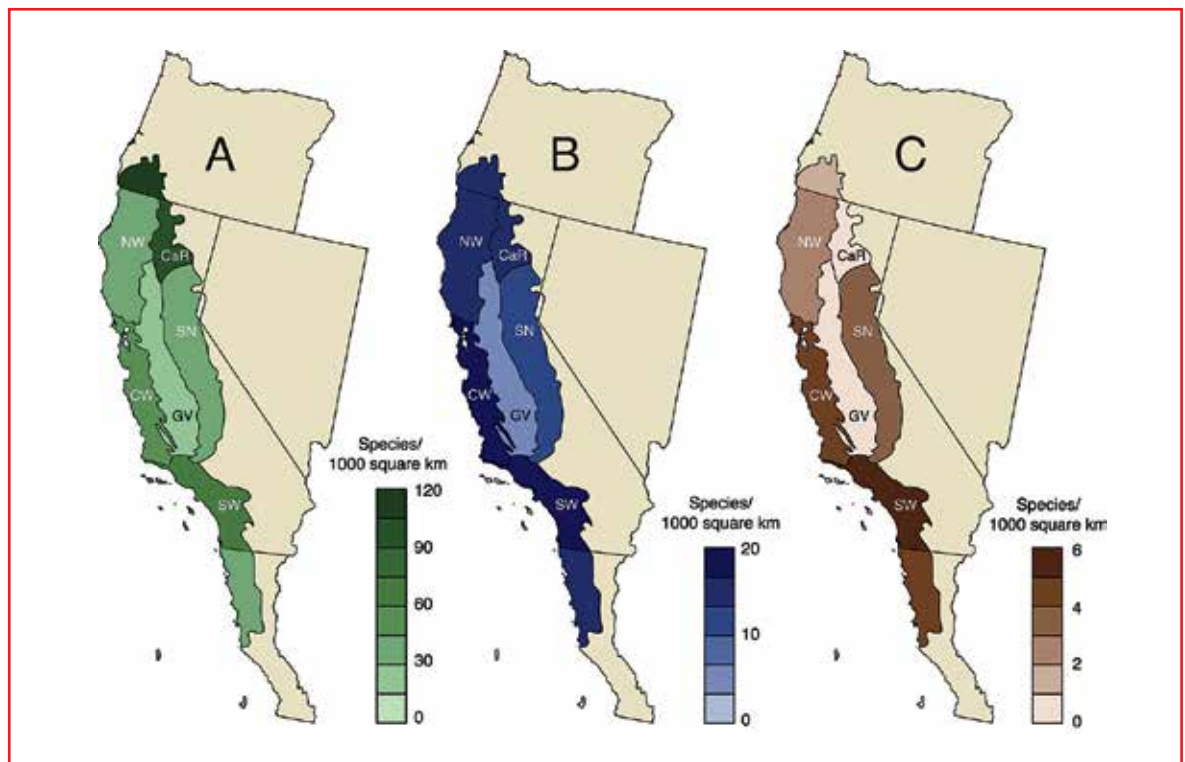 A
B
C
NW
CaR
SN
CW
GV
SW
Species/
1000 square km
120
90
60
30
0
NW
CaR
SN
CW
GV
SW
Species/
1000 square km
20
10
0
NW
CaR
SN
CW
GV
SW
Species/
1000 square km
6
4
2
0